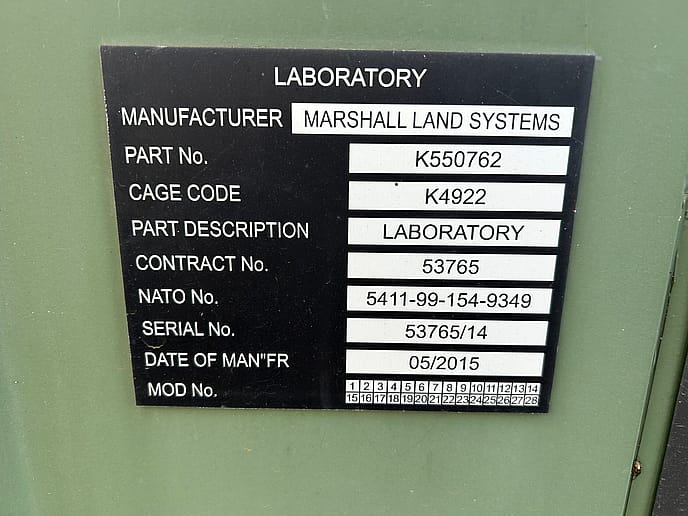 LABORATORY
MANUFACTURER MARSHALL LAND SYSTEMS
PART No. K550762
CAGE CODE K4922
PART DESCRIPTION LABORATORY
CONTRACT No. 53765
NATO No. 5411-99-154-9349
SERIAL No. 53765/14
DATE OF MAN"FR 05/2015
MOD No. 1 2 3 4 5 6 7 8 9 10 11 12 13 14
15 16 17 18 19 20 21 22 23 24 25 26 27 28